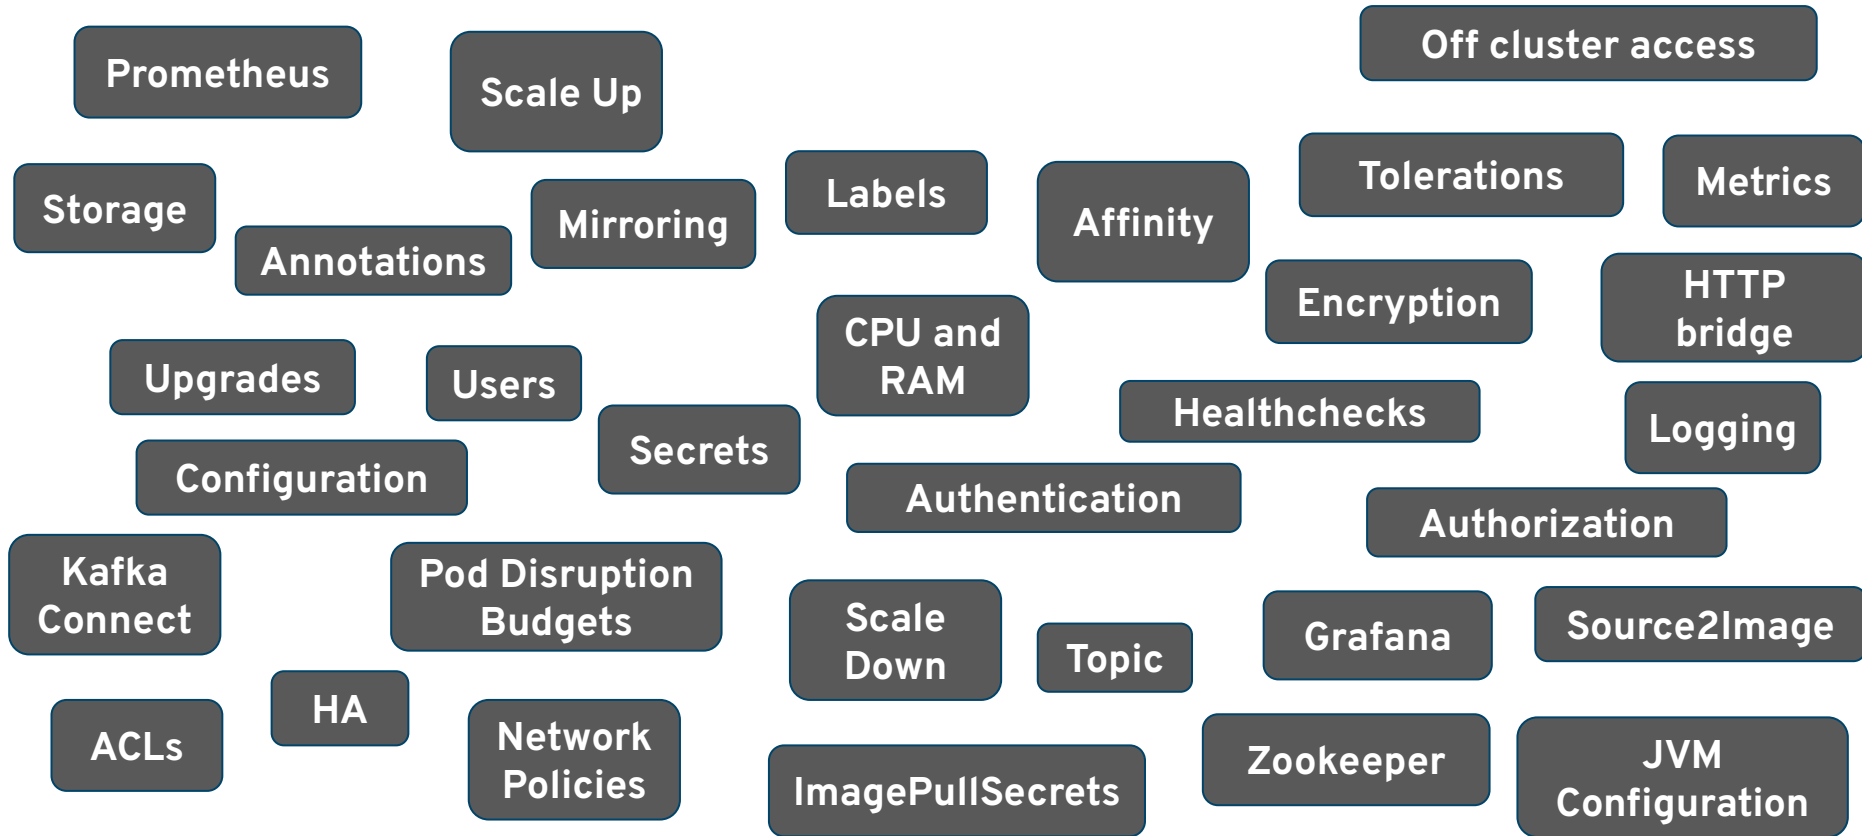 Prometheus
Scale Up
Off cluster access
Storage
Annotations
Mirroring
Labels
Affinity
Tolerations
Metrics
Encryption
HTTP
bridge
Upgrades
Users
CPU and
RAM
Healthchecks
Logging
Configuration
Secrets
Authentication
Authorization
Kafka
Connect
Pod Disruption
Budgets
Scale
Down
Topic
Grafana
Source2Image
ACLs
HA
Network
Policies
ImagePullSecrets
Zookeeper
JVM
Configuration